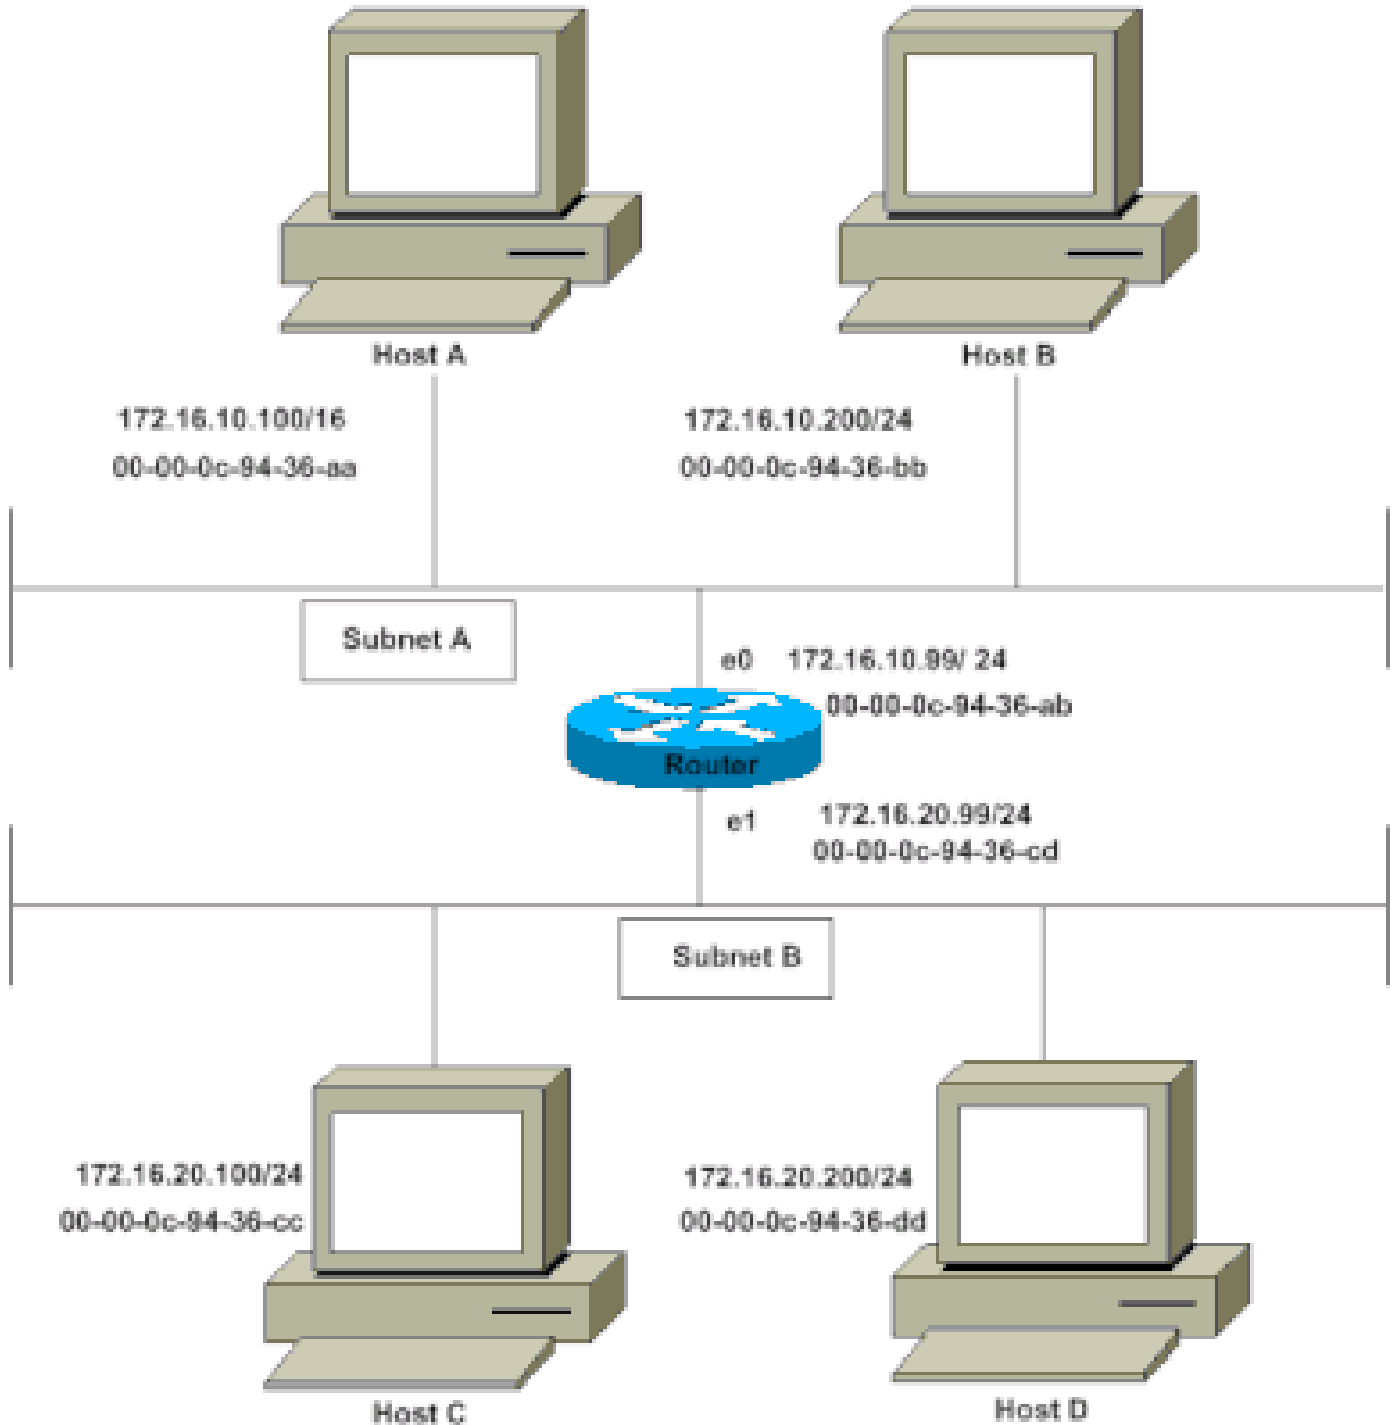 Host A
Host B
172.16.10.100/16
172.16.10.200/24
00-00-0c-94-36-aa
00-00-0c-94-36-bb
Subnet A
e0 172.16.10.99/ 24
00-00-0c-94-36-ab
Router
e1
172.16.20.99/24
00-00-0c-94-36-cd
Subnet B
172.16.20.100/24
172.16.20.200/24
00-00-0c-94-36-cc
00-00-0c-94-36-dd
Host C
Host D